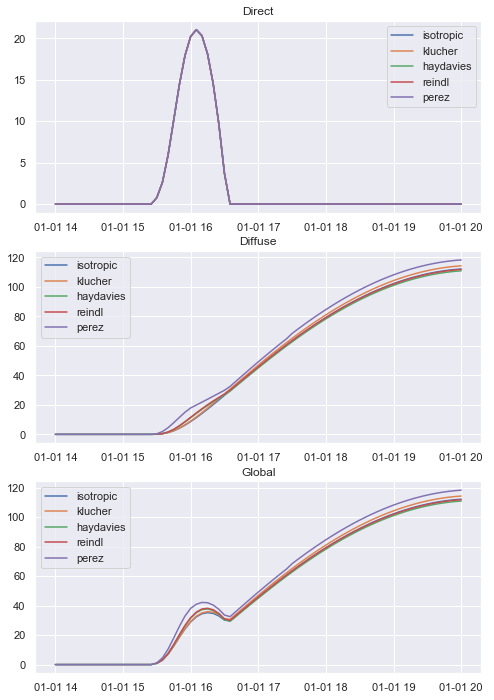 Direct
20
15
10
5
0
isotropic
klucher
haydavies
reindl
perez
01-01 14 01-01 15 01-01 16 01-01 17 01-01 18 01-01 19 01-01 20
Diffuse
120
100
80
60
40
20
0
isotropic
klucher
haydavies
reindl
perez
01-01 14 01-01 15 01-01 16 01-01 17 01-01 18 01-01 19 01-01 20
Global
120
100
80
60
40
20
0
isotropic
klucher
haydavies
reindl
perez
01-01 14 01-01 15 01-01 16 01-01 17 01-01 18 01-01 19 01-01 20